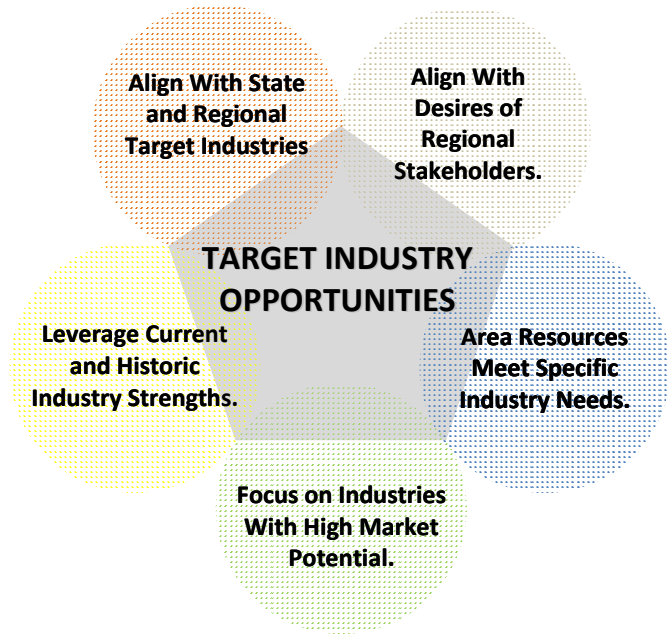 Align With State
and Regional
Target Industries
Align With
Desires of
Regional
Stakeholders.
TARGET INDUSTRY
OPPORTUNITIES
Leverage Current
and Historic
Industry Strengths.
Area Resources
Meet Specific
Industry Needs.
Focus on Industries
With High Market
Potential.